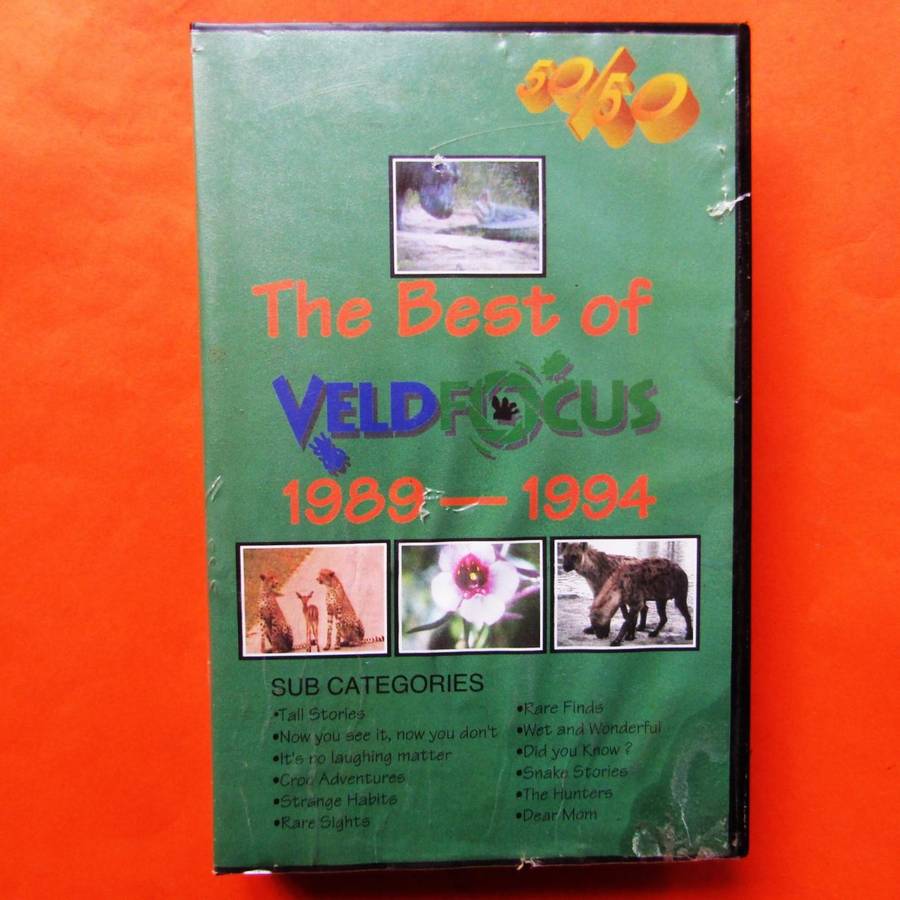 50/50
The Best of
VELDFOCUS
1989 — 1994
SUB CATEGORIES
•Tall Stories
•Now you see it, now you don't
•It's no laughing matter
•Croc Adventures
•Strange Habits
•Rare Sights
•Rare Finds
•Wet and Wonderful
•Did you Know ?
•Snake Stories
•The Hunters
•Dear Mom